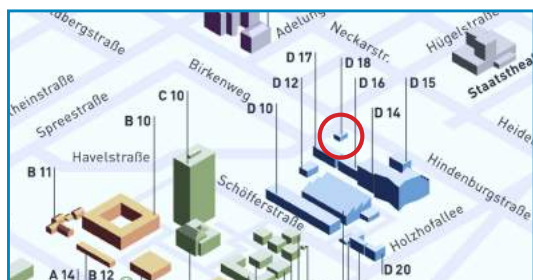 Adelung
Neckarstr.
Hügelstraße
dbergstraße
D 17
D 18
Staatsthea
Birkenweg
D 12
D 16
D 15
heinstraße
C 10
D 10
D 14
Spreestraße
B 10
Heide
Havelstraße
Hindenburgstraße
B 11
Schöfferstraße
Holzhofallee
A 14
B 12
D 20